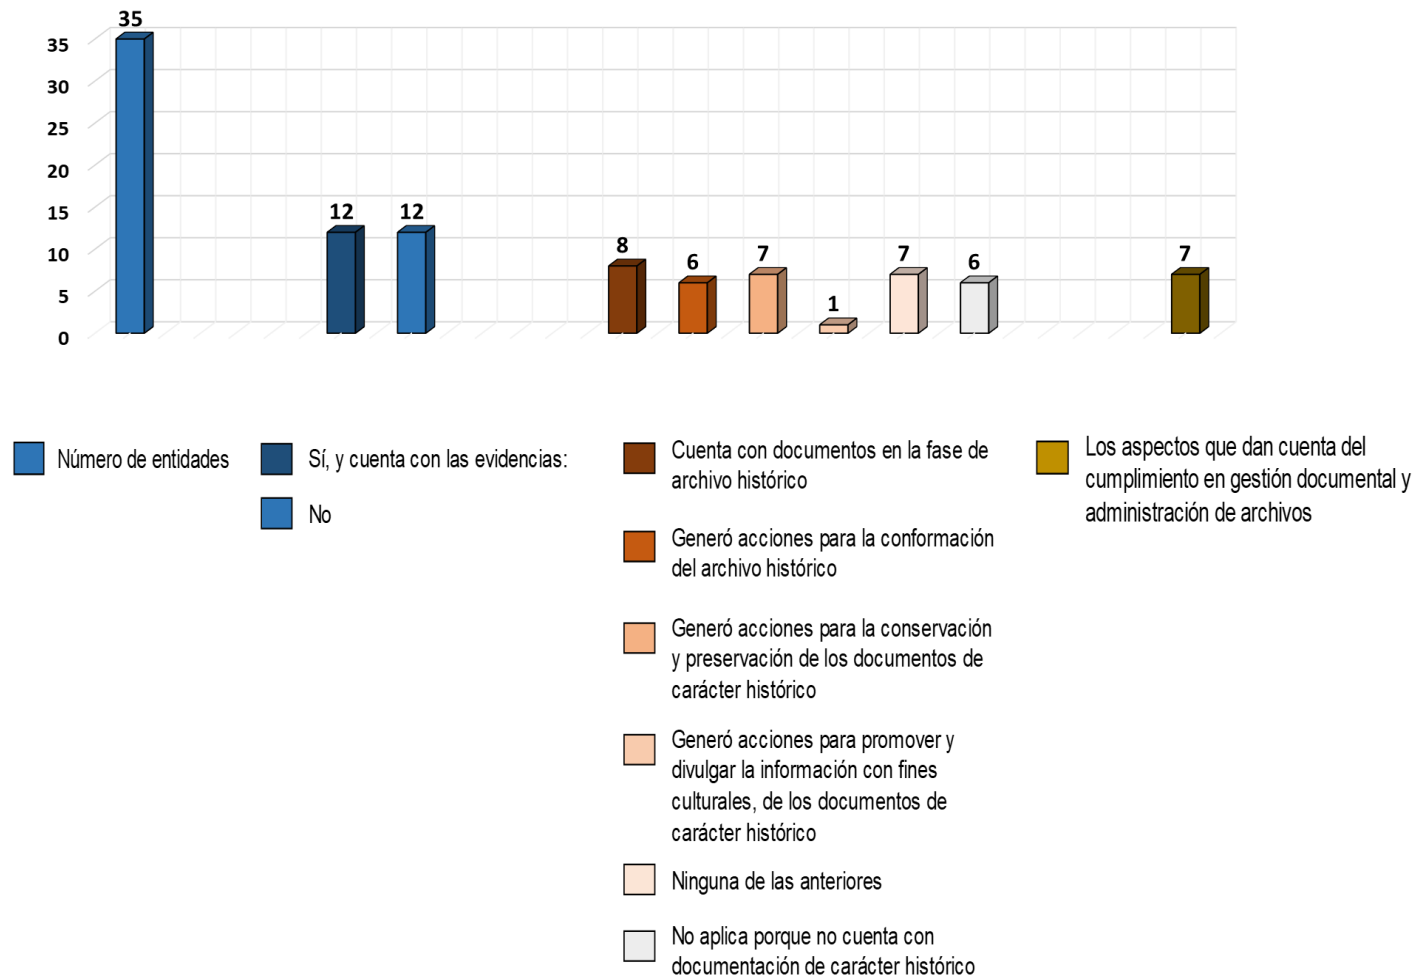 35
35
30
25
20
15
10
5
0
12
12
8
6
7
1
7
6
7
Número de entidades
Sí, y cuenta con las evidencias:
No
Cuenta con documentos en la fase de
archivo histórico
Generó acciones para la conformación
del archivo histórico
Generó acciones para la conservación
y preservación de los documentos de
carácter histórico
Generó acciones para promover y
divulgar la información con fines
culturales, de los documentos de
carácter histórico
Ninguna de las anteriores
No aplica porque no cuenta con
documentación de carácter histórico
Los aspectos que dan cuenta del
cumplimiento en gestión documental y
administración de archivos